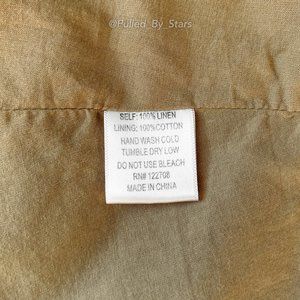 @Pulled_By_Stars
SELF: 100% LINEN
LINING: 100%COTTON
HAND WASH COLD
TUMBLE DRY LOW
DO NOT USE BLEACH
RN# 122708
MADE IN CHINA